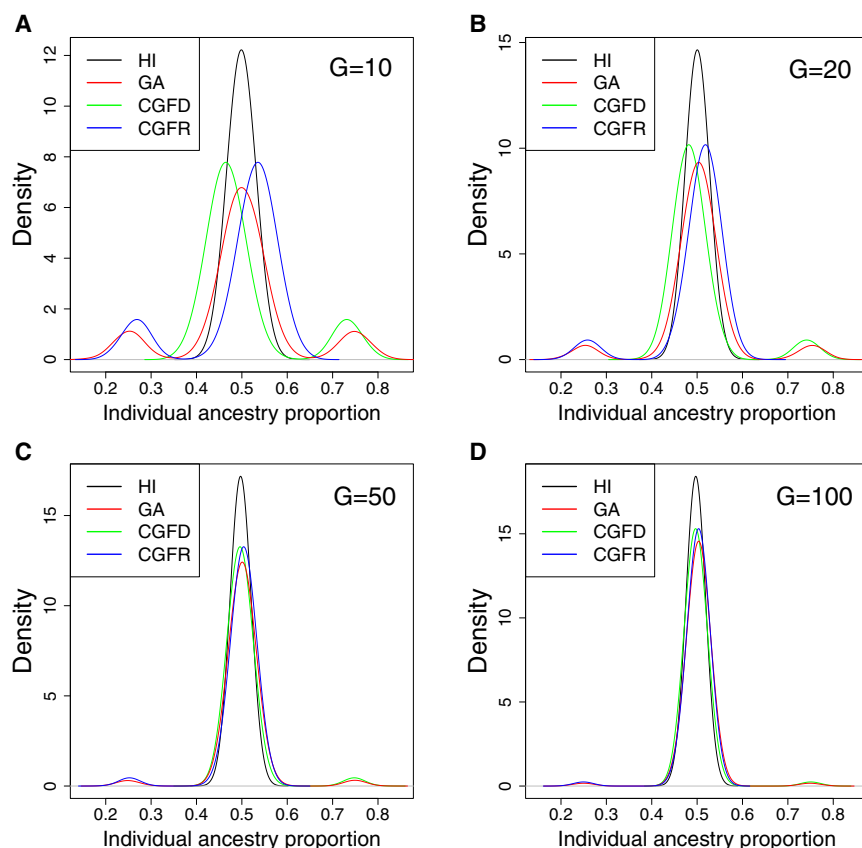 A
HI
GA
CGFD
CGFR
G=10
Density
0 2 4 6 8 10 12
0.2 0.3 0.4 0.5 0.6 0.7 0.8
Individual ancestry proportion
B
HI
GA
CGFD
CGFR
G=20
Density
0 5 10 15
0.2 0.3 0.4 0.5 0.6 0.7 0.8
Individual ancestry proportion
C
HI
GA
CGFD
CGFR
G=50
Density
0 5 10 15
0.2 0.3 0.4 0.5 0.6 0.7 0.8
Individual ancestry proportion
D
HI
GA
CGFD
CGFR
G=100
Density
0 5 10 15
0.2 0.3 0.4 0.5 0.6 0.7 0.8
Individual ancestry proportion